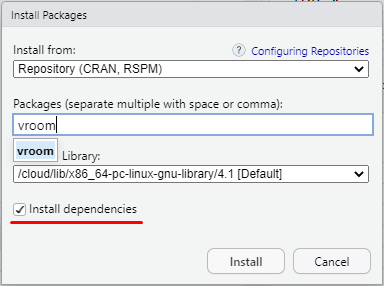 Install Packages
Install from:
? Configuring Repositories
Repository (CRAN, RSPM)
Packages (separate multiple with space or comma):
vroom
vroom
Library:
/cloud/lib/x86_64-pc-linux-gnu-library/4.1 [Default]
Install dependencies
Install Cancel